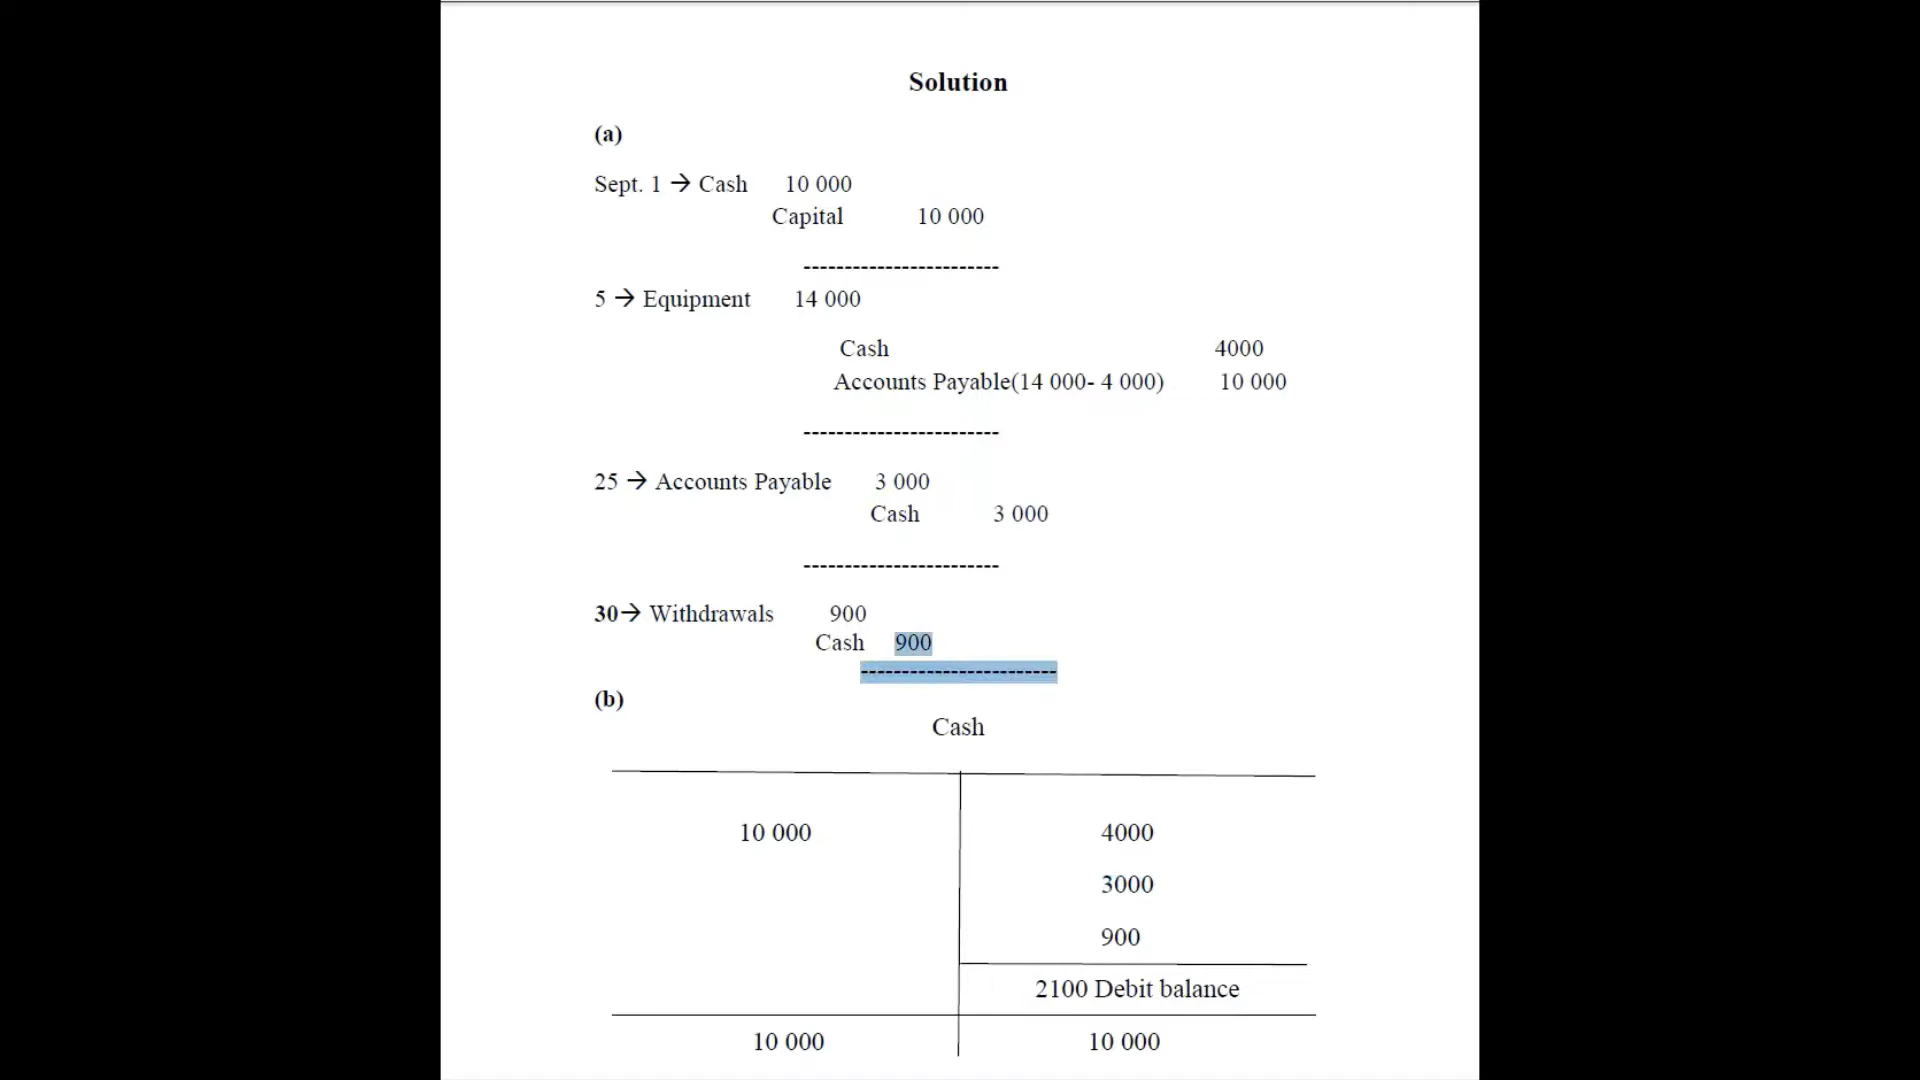 Solution
(a)
Sept. 1 → Cash 10 000
Capital 10 000
------------------------
5 → Equipment 14 000
Cash 4000
Accounts Payable(14 000- 4 000) 10 000
------------------------
25 → Accounts Payable 3 000
Cash 3 000
------------------------
30→ Withdrawals 900
Cash 900
------------------------
(b)
Cash
10 000 4000
3000
900
2100 Debit balance
10 000 10 000